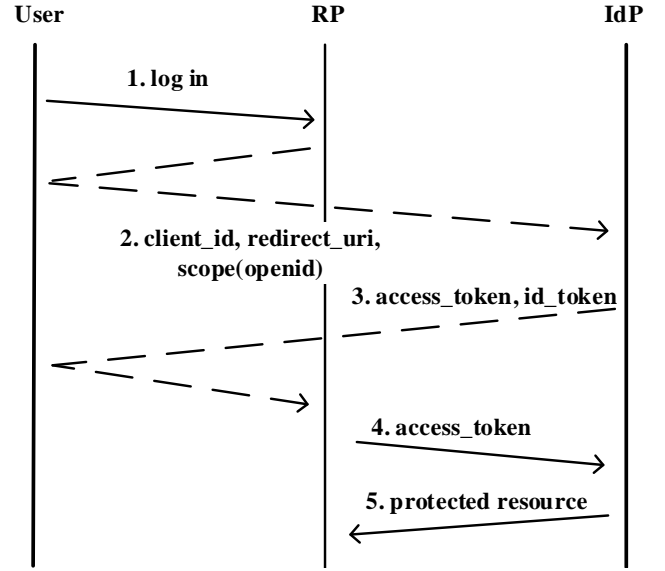 User RP IdP
1. log in
2. client_id, redirect_uri,
scope(openid)
3. access_token, id_token
4. access_token
5. protected resource